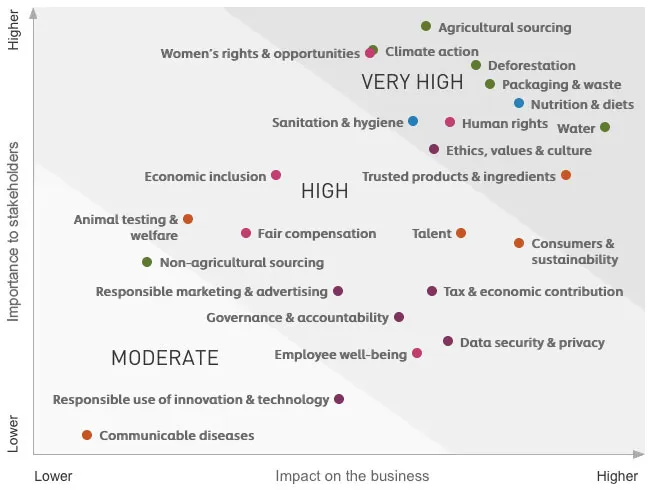 Higher
Agricultural sourcing
Women's rights & opportunities
Climate action
Deforestation
VERY HIGH
Packaging & waste
Nutrition & diets
Sanitation & hygiene
Human rights
Water
Ethics, values & culture
Importance to stakeholders
Economic inclusion
Trusted products & ingredients
HIGH
Animal testing &
welfare
Fair compensation
Talent
Consumers &
sustainability
Non-agricultural sourcing
Responsible marketing & advertising
Tax & economic contribution
Governance & accountability
Data security & privacy
MODERATE
Employee well-being
Responsible use of innovation & technology
Communicable diseases
Lower
Lower
Impact on the business
Higher